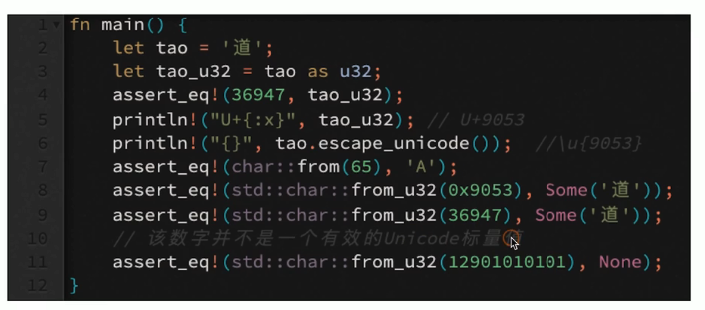 1 fn main() {
2 let tao = '道';
3 let tao_u32 = tao as u32;
4 assert_eq!(36947, tao_u32);
5 println!("U+{:x}", tao_u32); // U+9053
6 println!("{}", tao.escape_unicode()); //\u{9053}
7 assert_eq!(char::from(65), 'A');
8 assert_eq!(std::char::from_u32(0x9053), Some('道'));
9 assert_eq!(std::char::from_u32(36947), Some('道'));
10 // 该数字并不是一个有效的Unicode标量
11 assert_eq!(std::char::from_u32(12901010101), None);
12 }